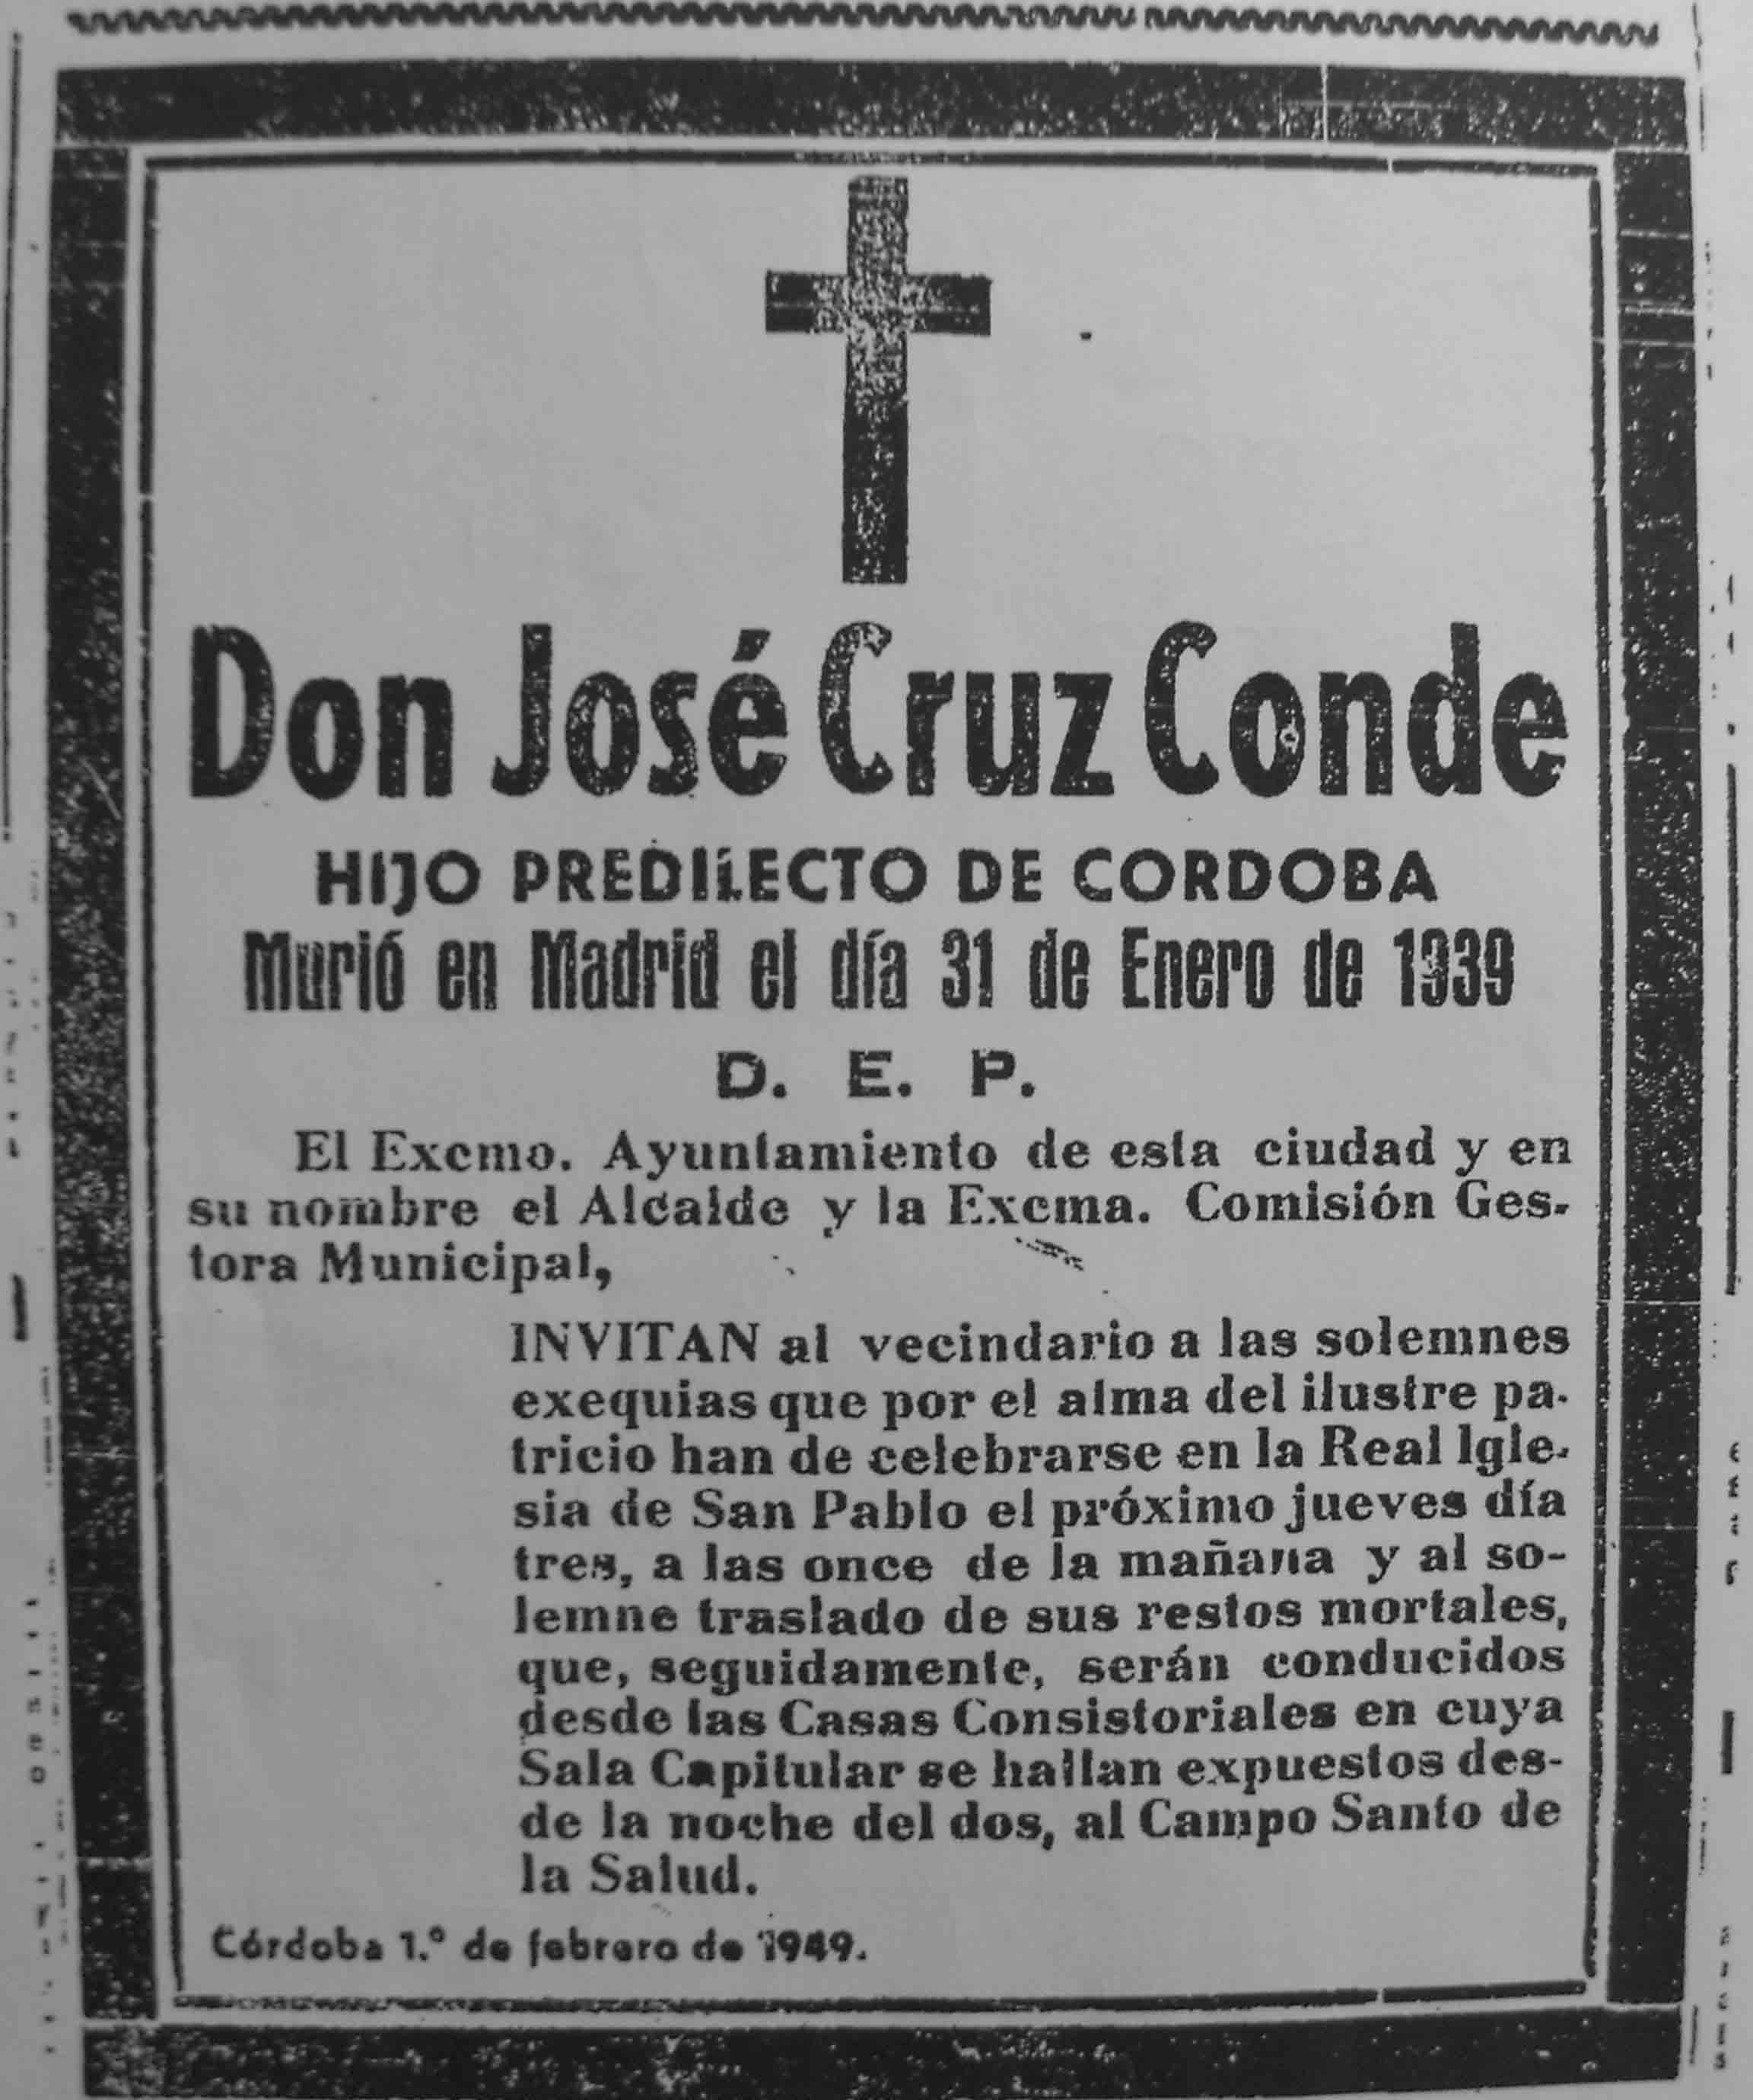 Don José Cruz Conde
HIJO PREDILECTO DE CORDOBA
Murió en Madrid el día 31 de Enero de 1939
D. E. P.
El Excmo. Ayuntamiento de esta ciudad y en
su nombre el Alcalde y la Excma. Comisión Ges-
tora Municipal,
INVITAN al vecindario a las solemnes
exequias que por el alma del ilustre pa-
tricio han de celebrarse en la Real Igle-
sia de San Pablo el próximo jueves día
tres, a las once de la mañana y al so-
lemne traslado de sus restos mortales,
que, seguidamente, serán conducidos
desde las Casas Consistoriales en cuya
Sala Capitular se hallan expuestos des-
de la noche del dos, al Campo Santo de
la Salud.
Córdoba 1.º de febrero de 1949.